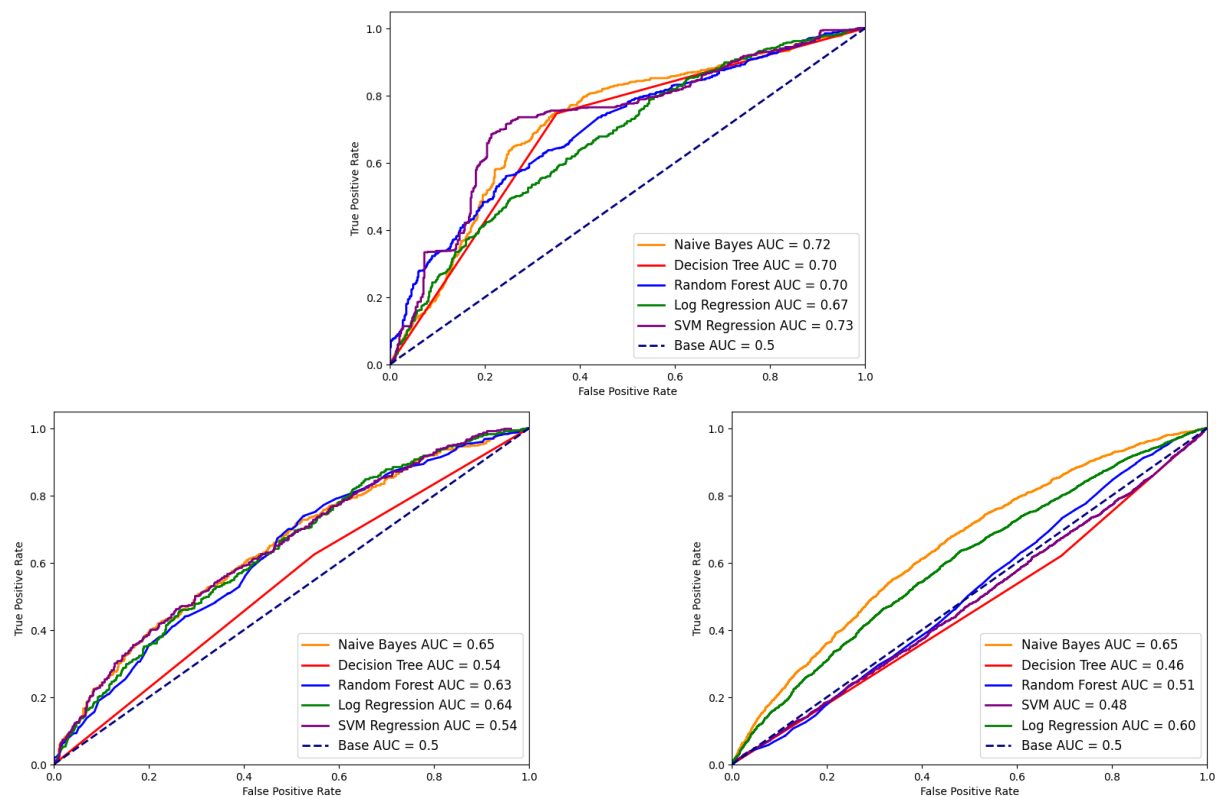 1.0
0.8
0.6
0.4
0.2
0.0
True Positive Rate
Naive Bayes AUC = 0.72
Decision Tree AUC = 0.70
Random Forest AUC = 0.70
Log Regression AUC = 0.67
SVM Regression AUC = 0.73
Base AUC = 0.5
0.0 0.2 0.4 0.6 0.8 1.0
False Positive Rate
1.0
0.8
0.6
0.4
0.2
0.0
True Positive Rate
Naive Bayes AUC = 0.65
Decision Tree AUC = 0.54
Random Forest AUC = 0.63
Log Regression AUC = 0.64
SVM Regression AUC = 0.54
Base AUC = 0.5
0.0 0.2 0.4 0.6 0.8 1.0
False Positive Rate
1.0
0.8
0.6
0.4
0.2
0.0
True Positive Rate
Naive Bayes AUC = 0.65
Decision Tree AUC = 0.46
Random Forest AUC = 0.51
SVM AUC = 0.48
Log Regression AUC = 0.60
Base AUC = 0.5
0.0 0.2 0.4 0.6 0.8 1.0
False Positive Rate